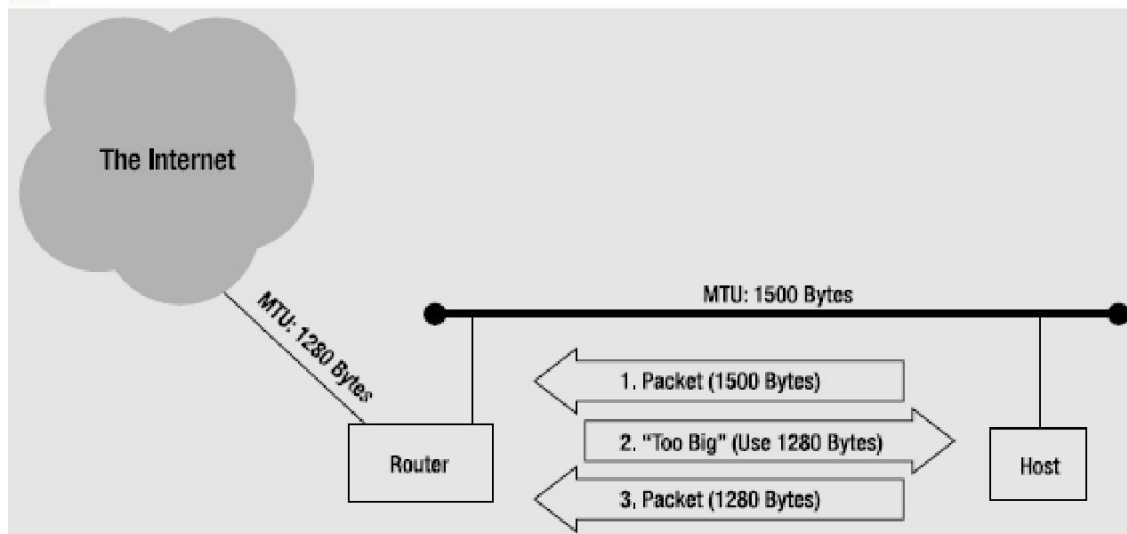 The Internet
MTU: 1280 Bytes
MTU: 1500 Bytes
1. Packet (1500 Bytes)
2. “Too Big” (Use 1280 Bytes)
3. Packet (1280 Bytes)
Router
Host